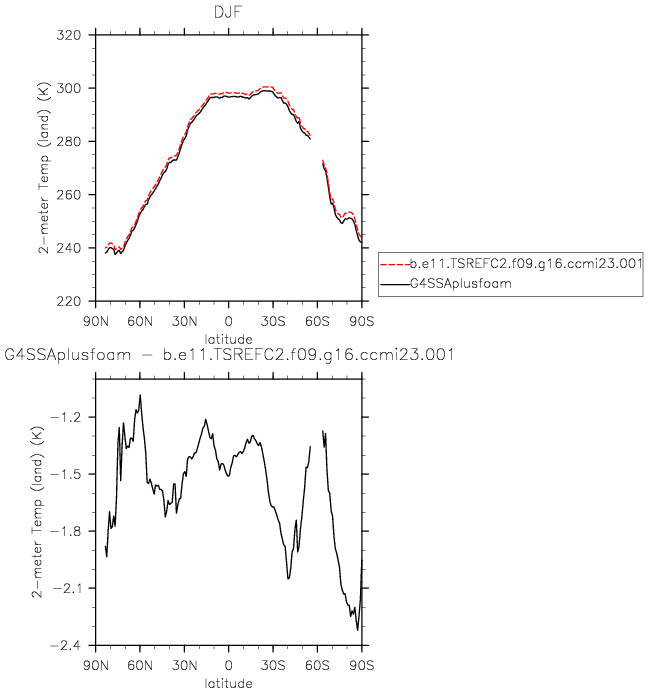 DJF
320
300
280
260
240
220
2-meter Temp (land) (K)
90N 60N 30N 0 30S 60S 90S
latitude
b.e11.TSREFC2.f09.g16.ccmi23.001
G4SSAplusfoam
G4SSAplusfoam - b.e11.TSREFC2.f09.g16.ccmi23.001
-1.2
-1.5
-1.8
-2.1
-2.4
2-meter Temp (land) (K)
90N 60N 30N 0 30S 60S 90S
latitude